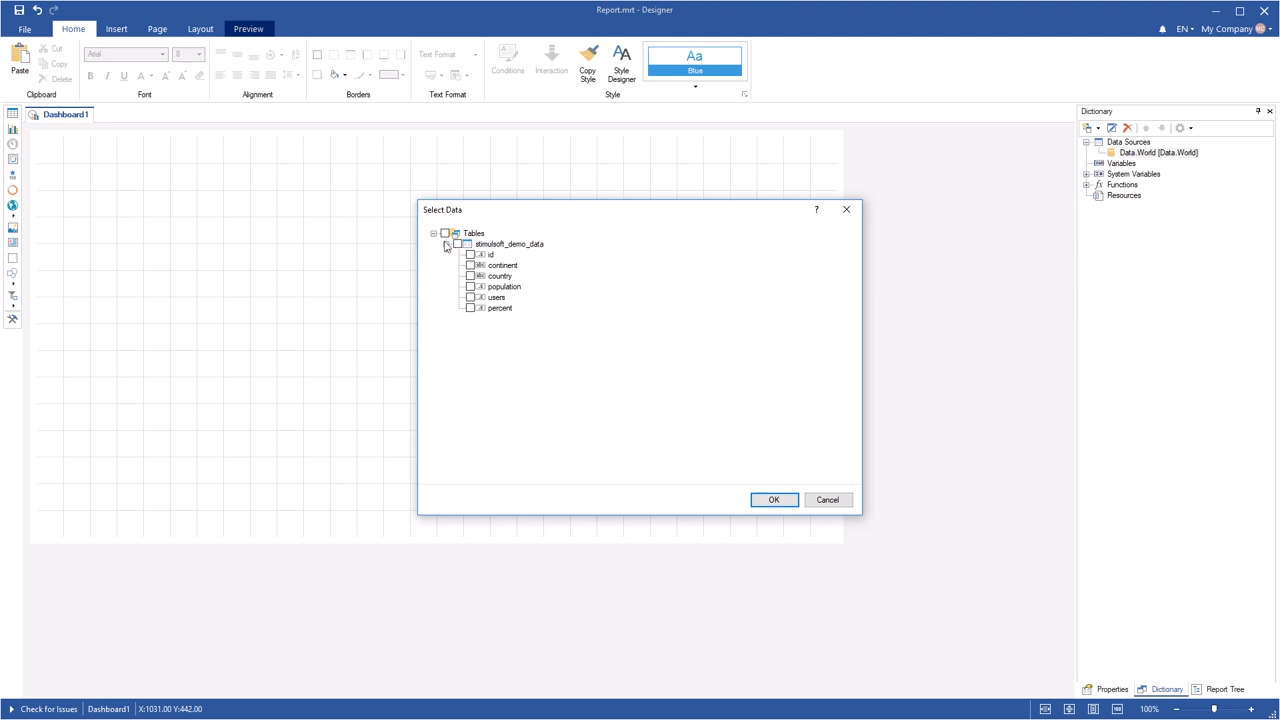 Report.mrt - Designer
File Home Insert Page Layout Preview
EN My Company
Paste
Cut
Copy
Delete
Clipboard
Arial 8
B I U A
Font
Alignment
Borders
Text Format
Text Format
Conditions
Interaction
Copy Style
Style Designer
Aa
Blue
Style
Dashboard1
Dictionary
Data Sources
Data.World [Data.World]
Variables
System Variables
fx Functions
Resources
Select Data ?
Tables
stimulsoft_demo_data
id
abc continent
abc country
population
users
percent
OK Cancel
Properties Dictionary Report Tree
Check for Issues Dashboard1 X:1031.00 Y:442.00 100%